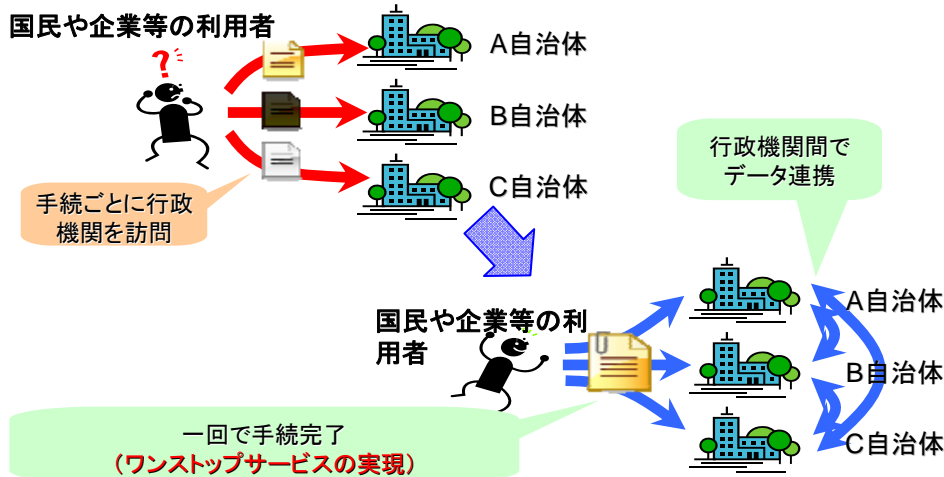 国民や企業等の利用者
?
A自治体
B自治体
C自治体
手続ごとに行政
機関を訪問
行政機関間で
データ連携
国民や企業等の利
用者
A自治体
B自治体
C自治体
一回で手続完了
（ワンストップサービスの実現）